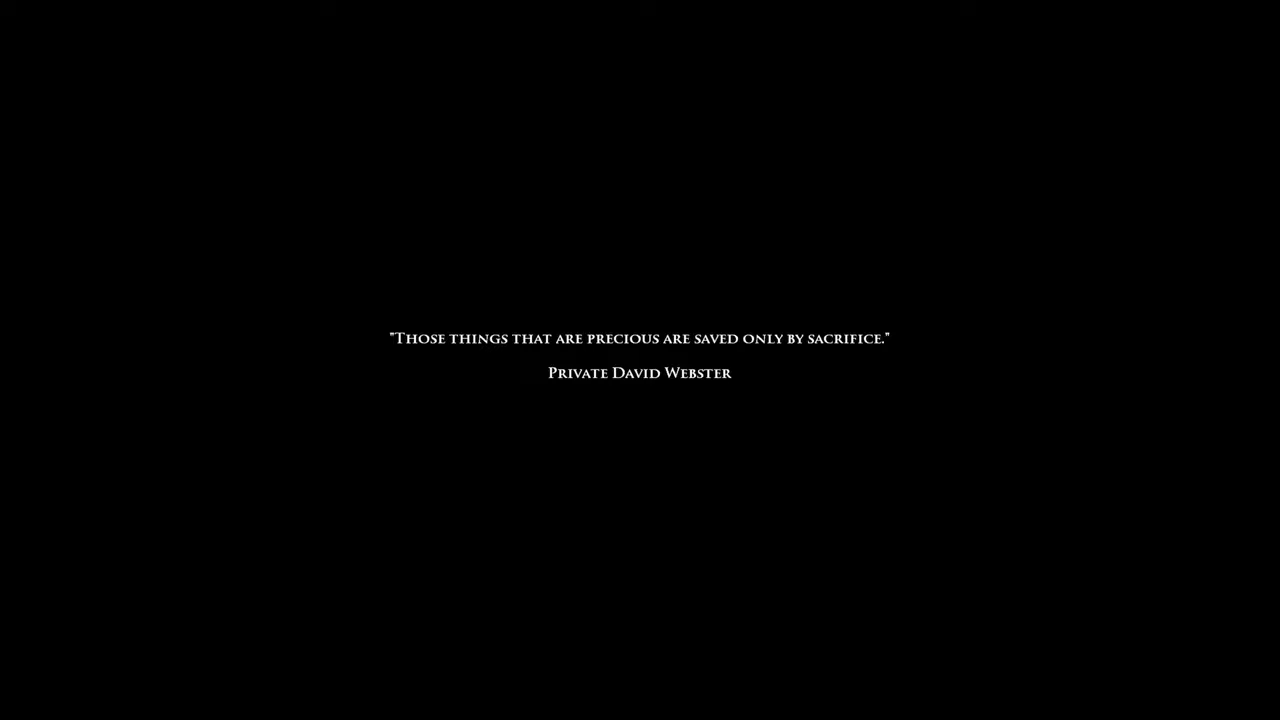 "Those things that are precious are saved only by sacrifice."
Private David Webster